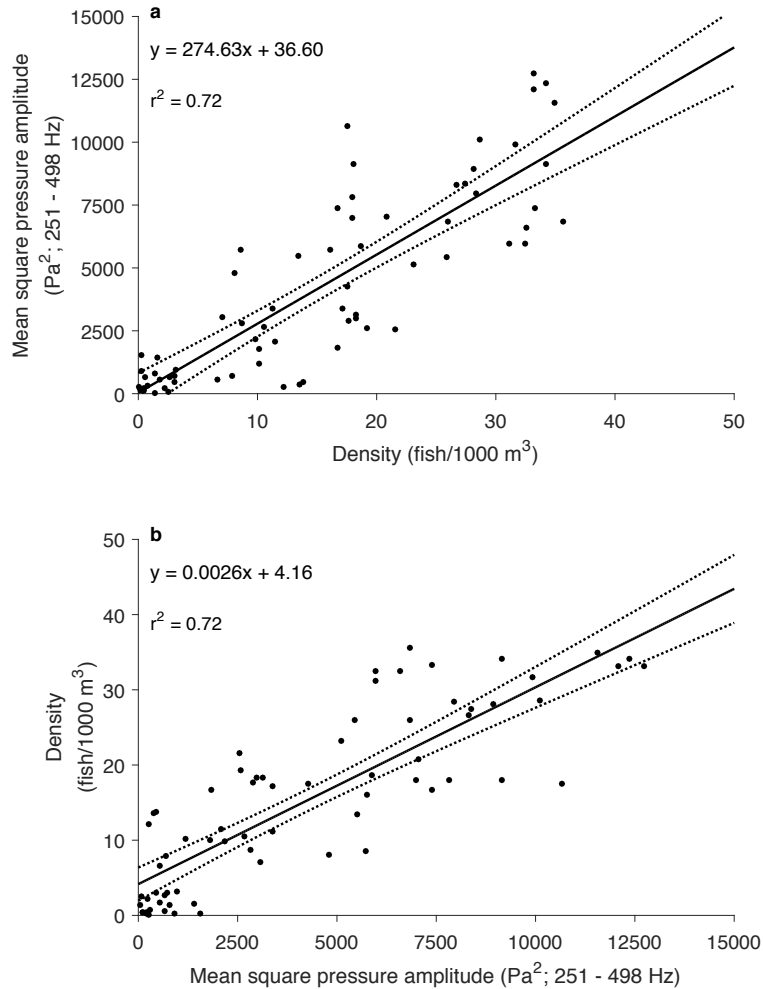 a
y = 274.63x + 36.60
r² = 0.72
Mean square pressure amplitude
(Pa²; 251 - 498 Hz)
15000
12500
10000
7500
5000
2500
0
0 10 20 30 40 50
Density (fish/1000 m³)
b
y = 0.0026x + 4.16
r² = 0.72
Density
(fish/1000 m³)
50
40
30
20
10
0
0 2500 5000 7500 10000 12500 15000
Mean square pressure amplitude (Pa²; 251 - 498 Hz)